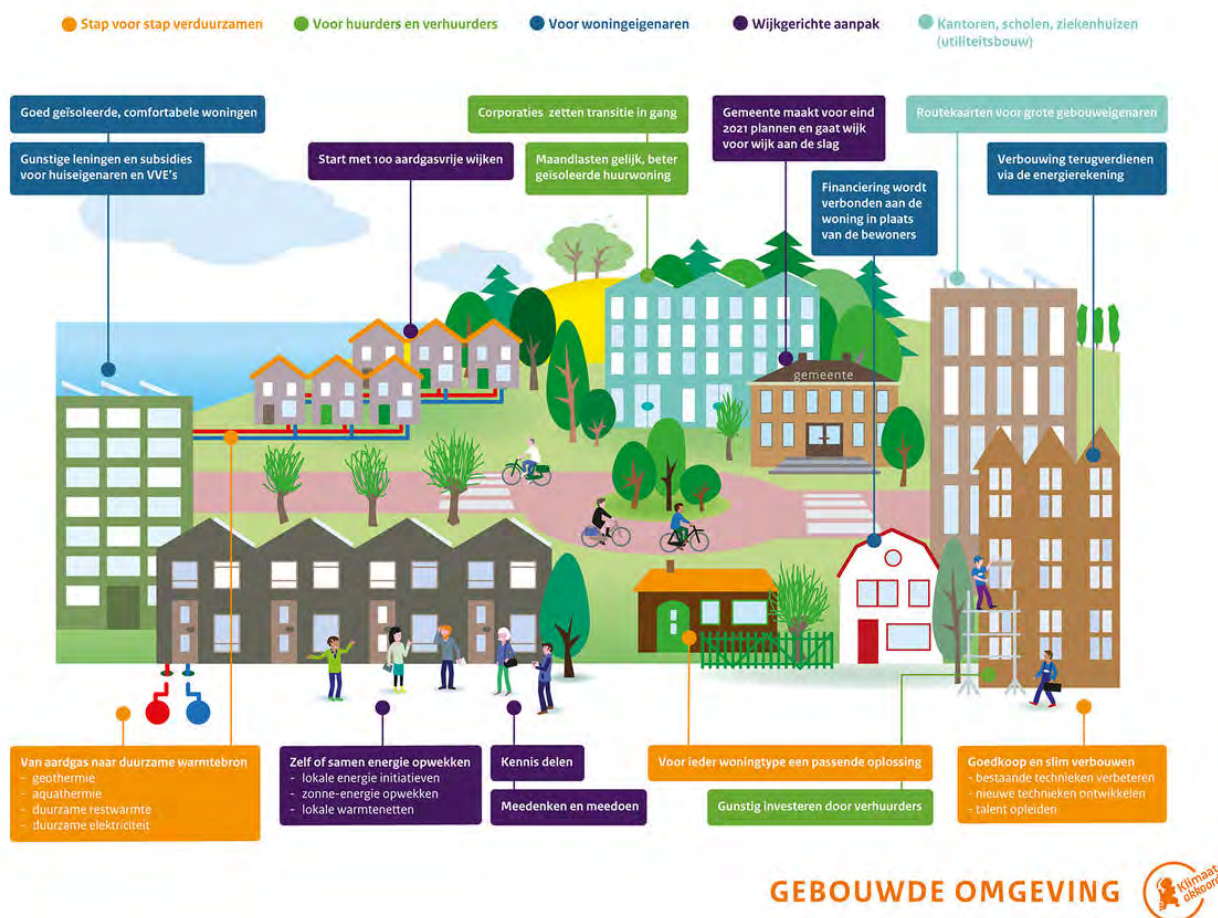 Stap voor stap verduurzamen
Voor huurders en verhuurders
Voor woningeigenaren
Wijkgerichte aanpak
Kantoren, scholen, ziekenhuizen
(utiliteitsbouw)
Goed geïsoleerde, comfortabele woningen
Gunstige leningen en subsidies
voor huiseigenaren en VVE's
Start met 100 aardgasvrije wijken
Corporaties zetten transitie in gang
Maandlasten gelijk, beter
geïsoleerde huurwoning
Gemeente maakt voor eind
2021 plannen en gaat wijk
voor wijk aan de slag
Financiering wordt
verbonden aan de
woning in plaats
van de bewoners
Routekaarten voor grote gebouweigenaren
Verbouwing terugverdienen
via de energierekening
gemeente
Van aardgas naar duurzame warmtebron
- geothermie
- aquathermie
- duurzame restwarmte
- duurzame elektriciteit
Zelf of samen energie opwekken
- lokale energie initiatieven
- zonne-energie opwekken
- lokale warmtenetten
Kennis delen
Meedenken en meedoen
Voor ieder woningtype een passende oplossing
Gunstig investeren door verhuurders
Goedkoop en slim verbouwen
- bestaande technieken verbeteren
- nieuwe technieken ontwikkelen
- talent opleiden
GEBOUWDE OMGEVING
Klimaat
akkoord